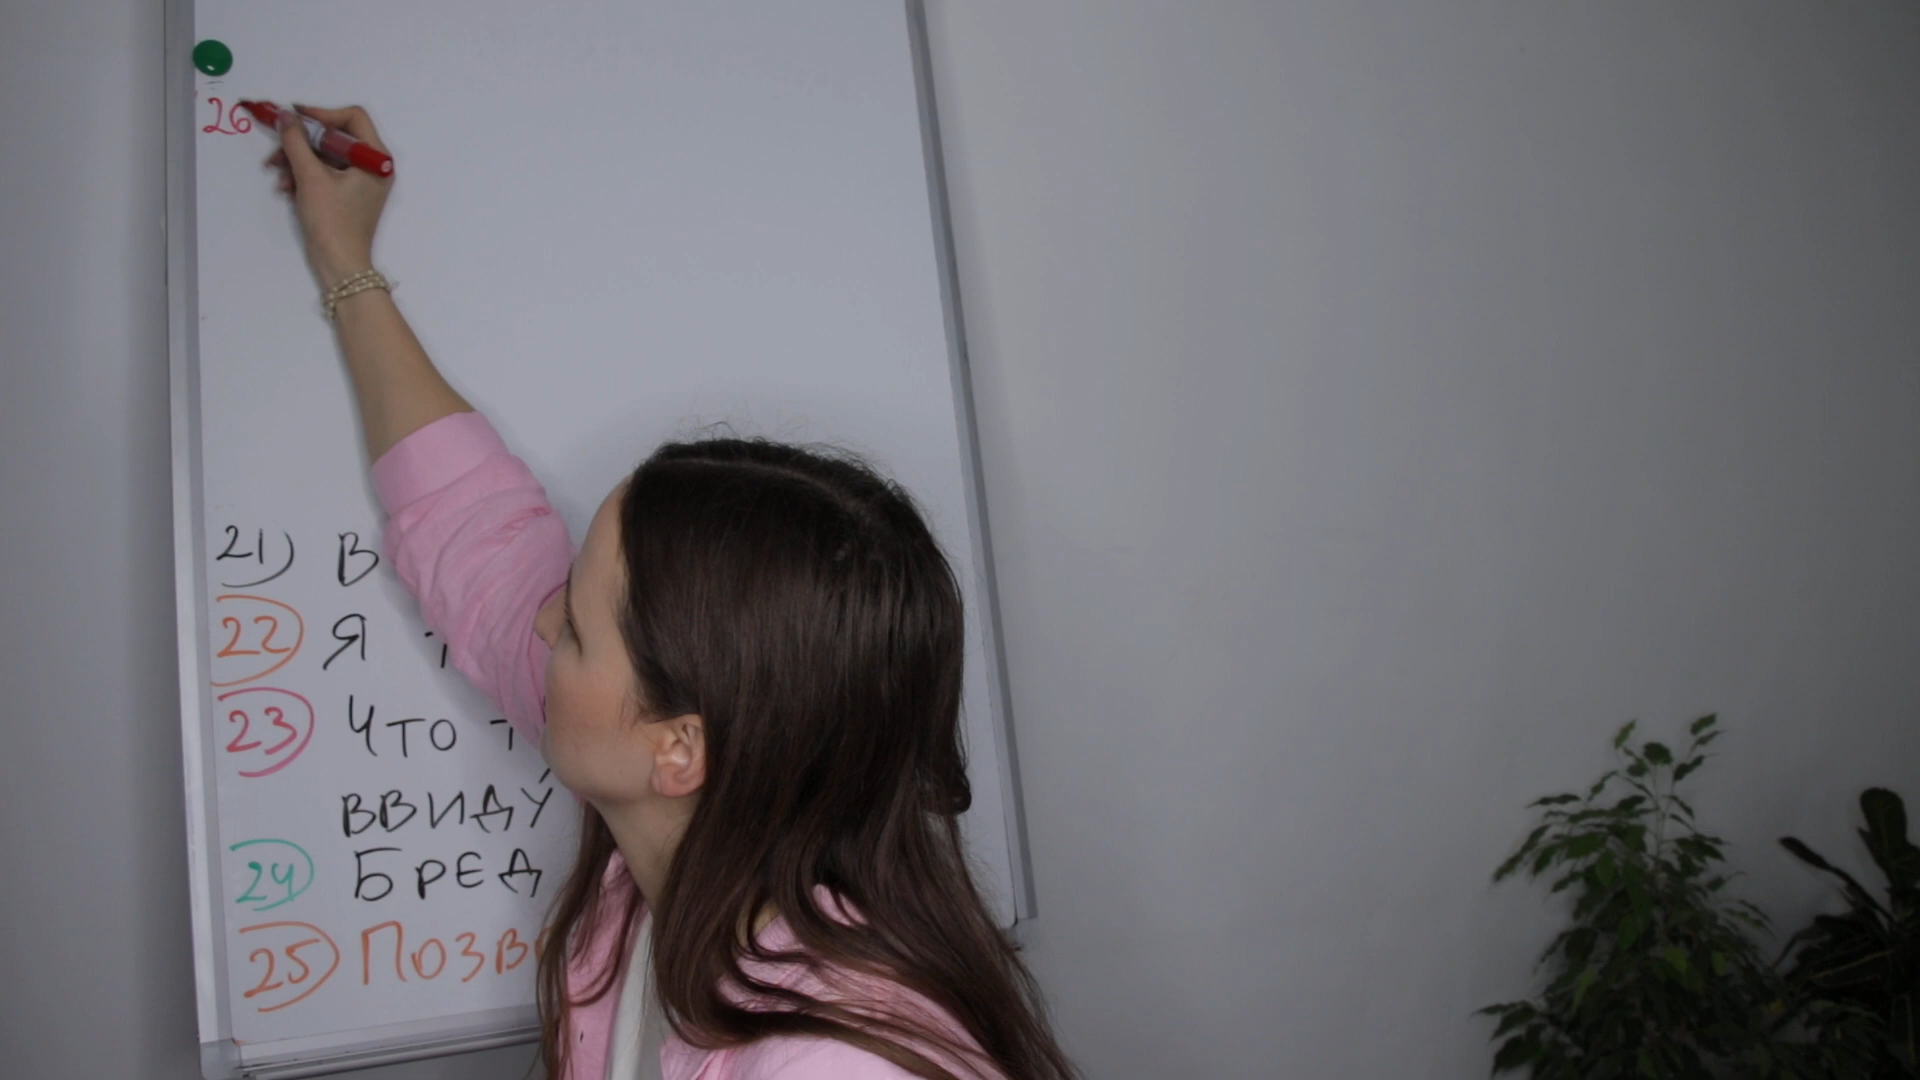 26
21) В
22) Я
23) Что
ввиду
24) Бред
25) Позв